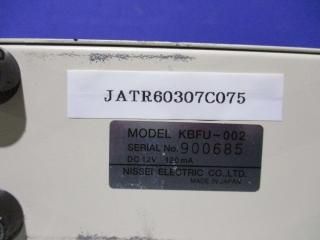 JATR60307C075
MODEL KBFU-002
SERIAL No. 900685
DC 12V 120mA
NISSEI ELECTRIC CO.,LTD.
MADE IN JAPAN